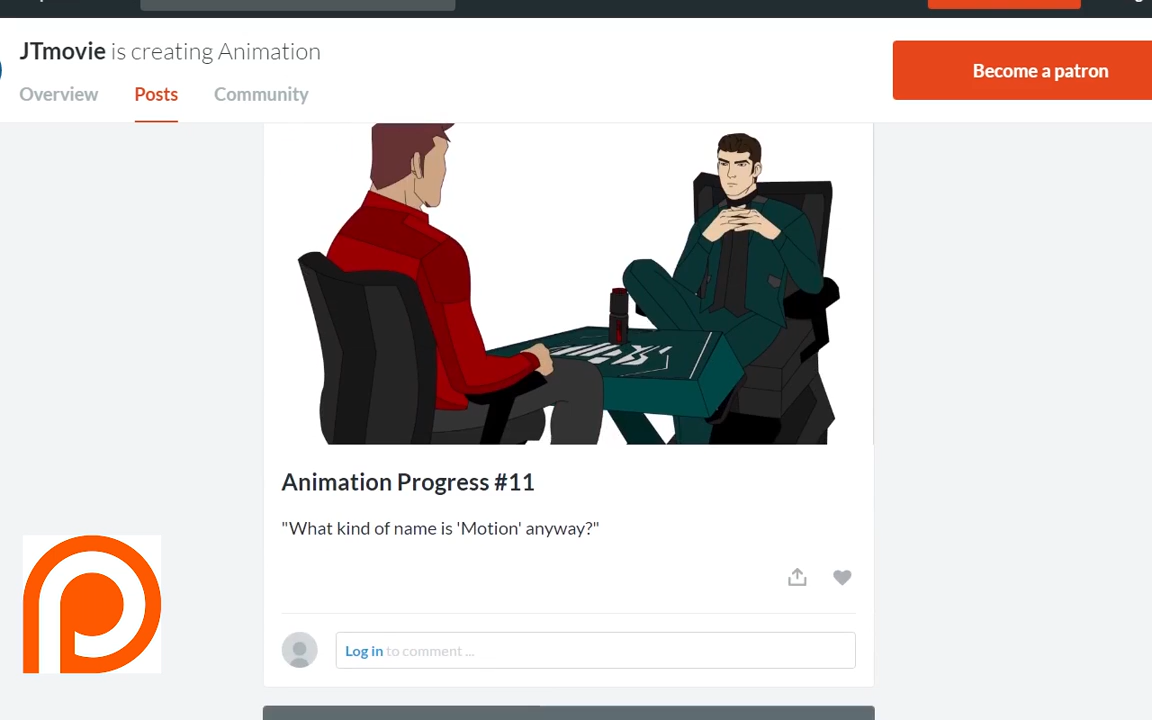 JTmovie is creating Animation
Become a patron
Overview
Posts
Community
Animation Progress #11
"What kind of name is 'Motion' anyway?"
Log in to comment ...